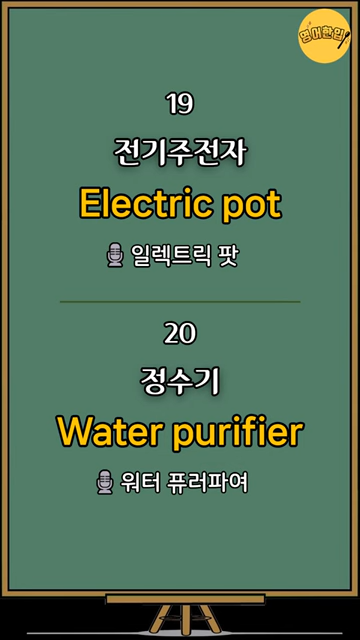 영어한입
19
전기주전자
Electric pot
일렉트릭 팟
20
정수기
Water purifier
워터 퓨러파여